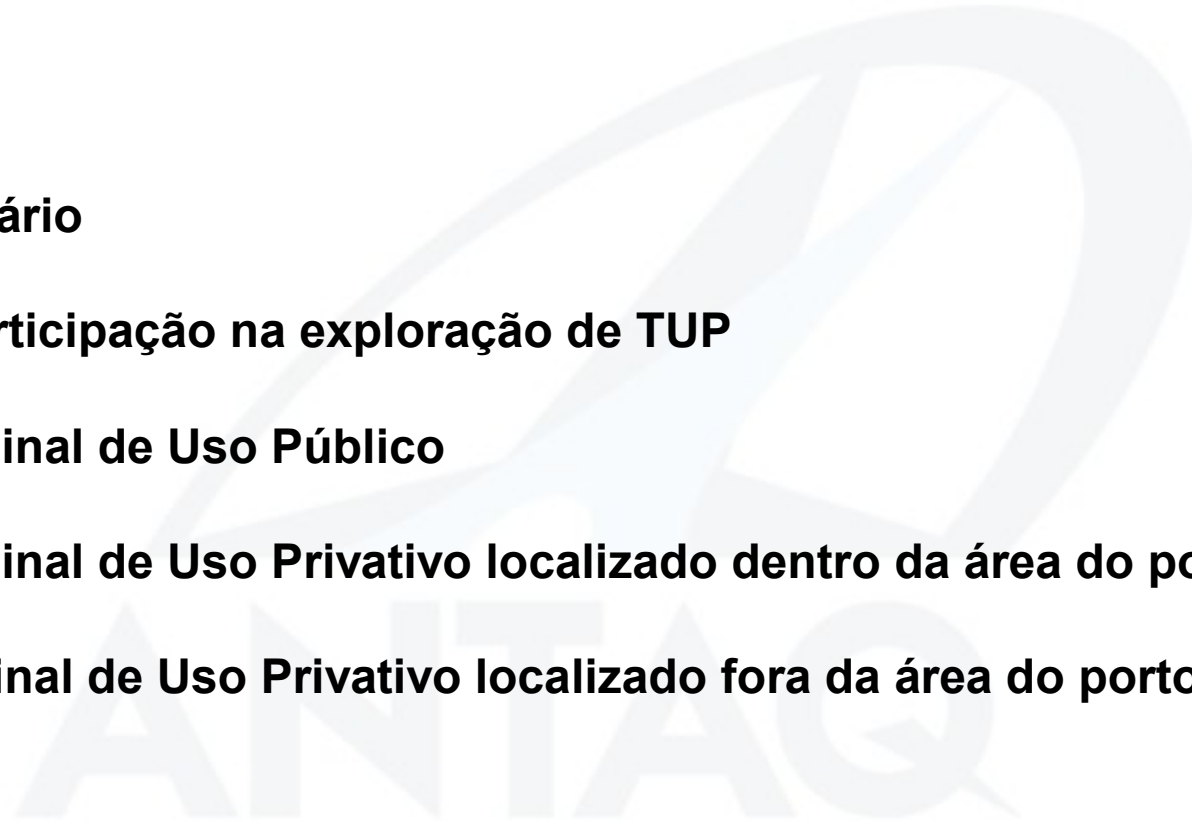 ário
rticipação na exploração de TUP
inal de Uso Público
inal de Uso Privativo localizado dentro da área do po
inal de Uso Privativo localizado fora da área do porto
ANTAQ